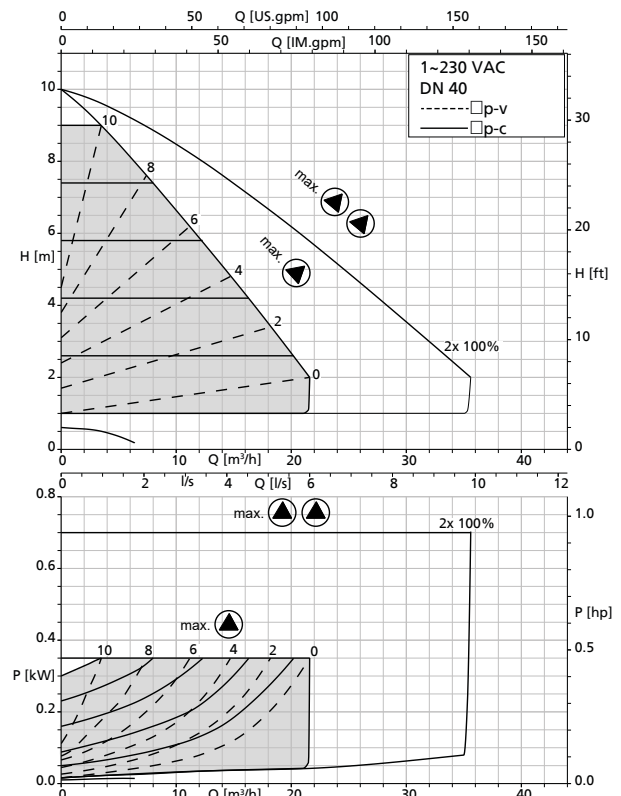 Q [US.gpm]
0 50 100 150
Q [IM.gpm]
0 50 100 150
1~230 VAC
DN 40
□p-v
□p-c
10
8
6
4
2
0
H [m]
30
20
10
0
H [ft]
10
8
6
4
2
0
max.
max.
2x 100%
0 10 20 30 40
Q [m³/h]
0 2 4 6 8 10 12
l/s
Q [l/s]
0.8
0.6
0.4
0.2
0.0
P [kW]
1.0
0.5
0.0
P [hp]
max.
2x 100%
max.
10 8 6 4 2 0
0 10 20 30 40
Q [m³/h]